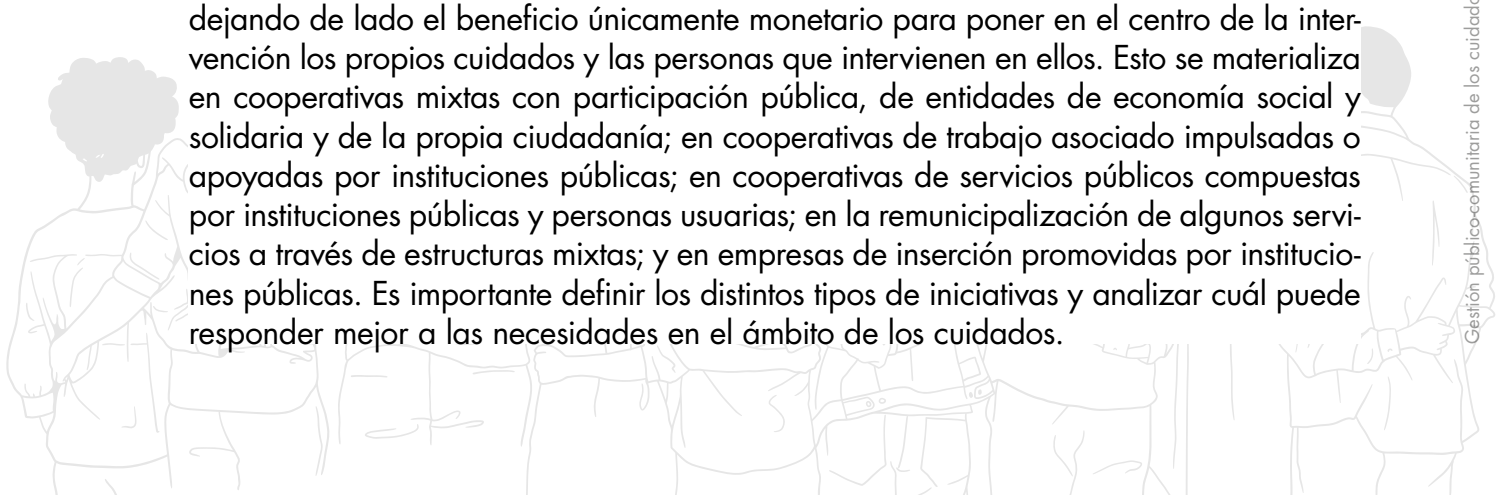 dejando de lado el beneficio únicamente monetario para poner en el centro de la inter-
vención los propios cuidados y las personas que intervienen en ellos. Esto se materializa
en cooperativas mixtas con participación pública, de entidades de economía social y
solidaria y de la propia ciudadanía; en cooperativas de trabajo asociado impulsadas o
apoyadas por instituciones públicas; en cooperativas de servicios públicos compuestas
por instituciones públicas y personas usuarias; en la remunicipalización de algunos servi-
cios a través de estructuras mixtas; y en empresas de inserción promovidas por institucio-
nes públicas. Es importante definir los distintos tipos de iniciativas y analizar cuál puede
responder mejor a las necesidades en el ámbito de los cuidados.
Gestión público-comunitaria de los